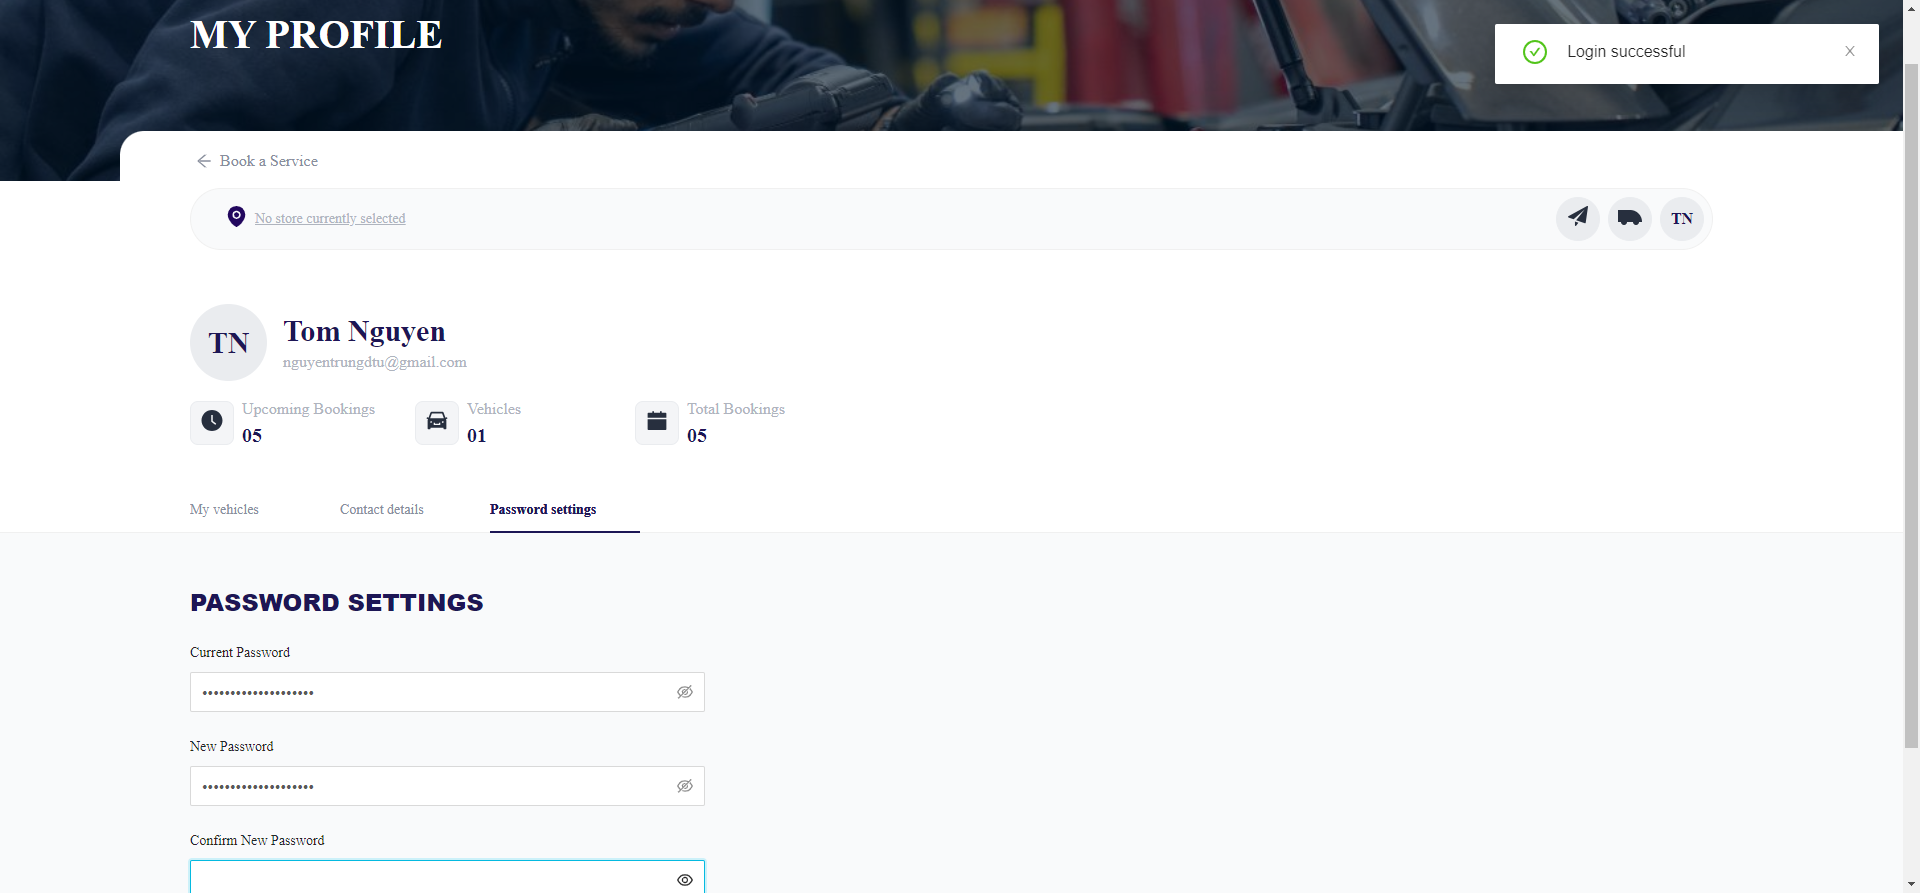 MY PROFILE
Login successful
Book a Service
No store currently selected
TN
TN
Tom Nguyen
nguyentrungdtu@gmail.com
Upcoming Bookings
05
Vehicles
01
Total Bookings
05
My vehicles
Contact details
Password settings
PASSWORD SETTINGS
Current Password
••••••••••••••••••••
New Password
••••••••••••••••••••
Confirm New Password